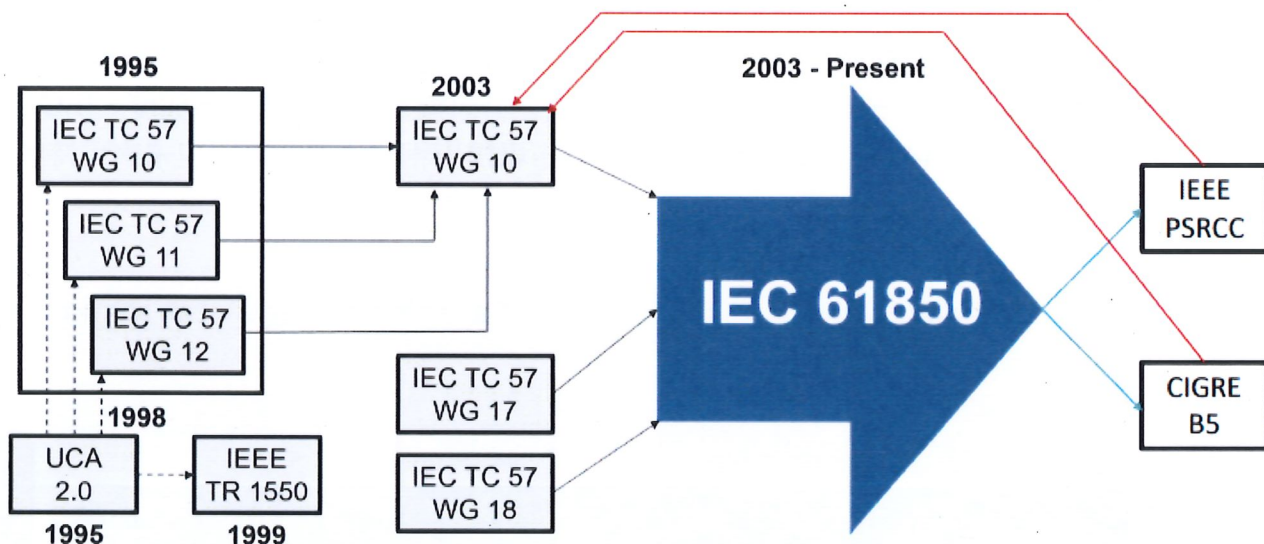 1995
IEC TC 57
WG 10
IEC TC 57
WG 11
IEC TC 57
WG 12
1998
UCA
2.0
1995
IEEE
TR 1550
1999
2003
IEC TC 57
WG 10
IEC TC 57
WG 17
IEC TC 57
WG 18
2003 - Present
IEC 61850
IEEE
PSRCC
CIGRE
B5